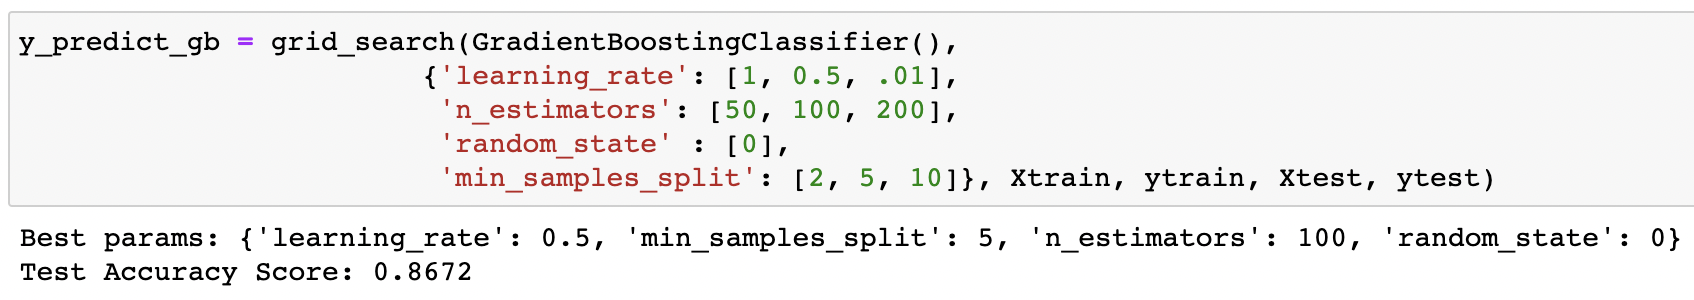 y_predict_gb = grid_search(GradientBoostingClassifier(),
{'learning_rate': [1, 0.5, .01],
'n_estimators': [50, 100, 200],
'random_state' : [0],
'min_samples_split': [2, 5, 10]}, Xtrain, ytrain, Xtest, ytest)
Best params: {'learning_rate': 0.5, 'min_samples_split': 5, 'n_estimators': 100, 'random_state': 0}
Test Accuracy Score: 0.8672